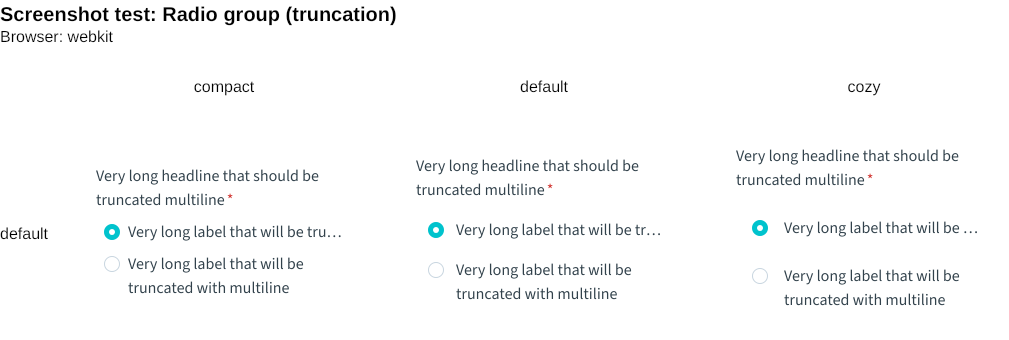 Screenshot test: Radio group (truncation)
Browser: webkit
compact
default
cozy
default
Very long headline that should be
truncated multiline *
Very long label that will be tru…
Very long label that will be
truncated with multiline
Very long headline that should be
truncated multiline *
Very long label that will be tr…
Very long label that will be
truncated with multiline
Very long headline that should be
truncated multiline *
Very long label that will be …
Very long label that will be
truncated with multiline